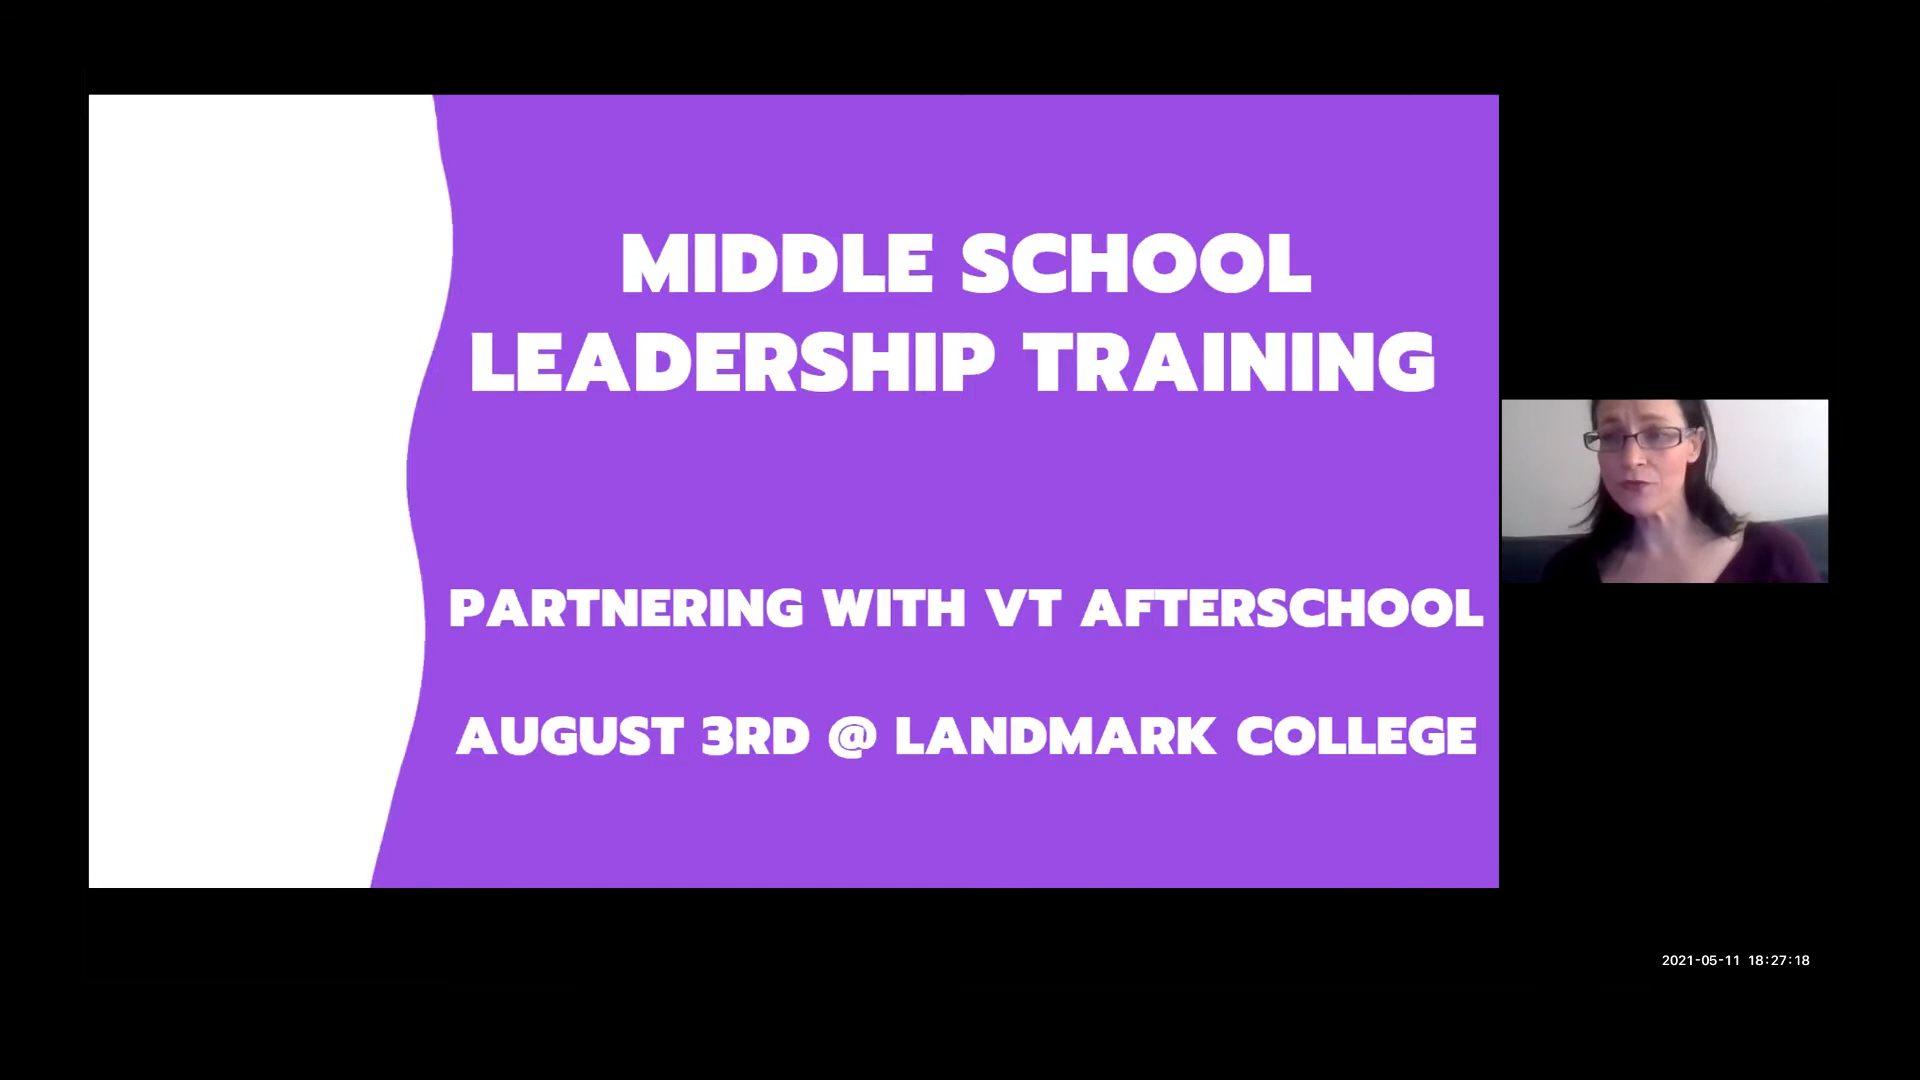 MIDDLE SCHOOL
LEADERSHIP TRAINING
PARTNERING WITH VT AFTERSCHOOL
AUGUST 3RD @ LANDMARK COLLEGE
2021-05-11 18:27:18